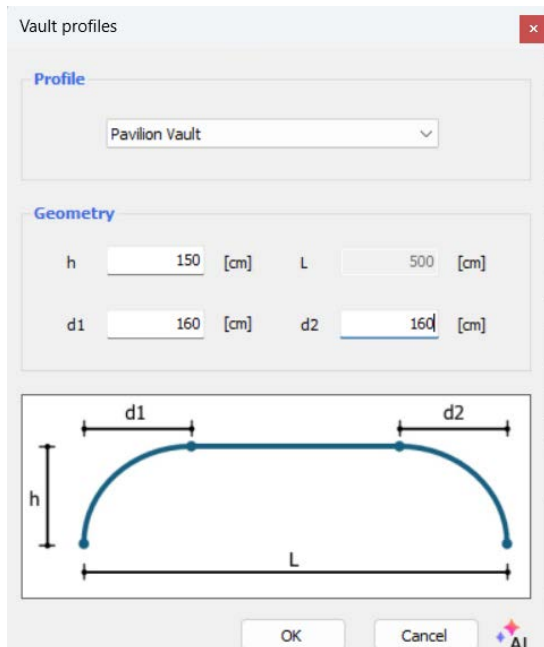 Vault profiles
Profile
Pavilion Vault
Geometry
h 150 [cm] L 500 [cm]
d1 160 [cm] d2 160 [cm]
d1 d2
h
L
OK Cancel AI